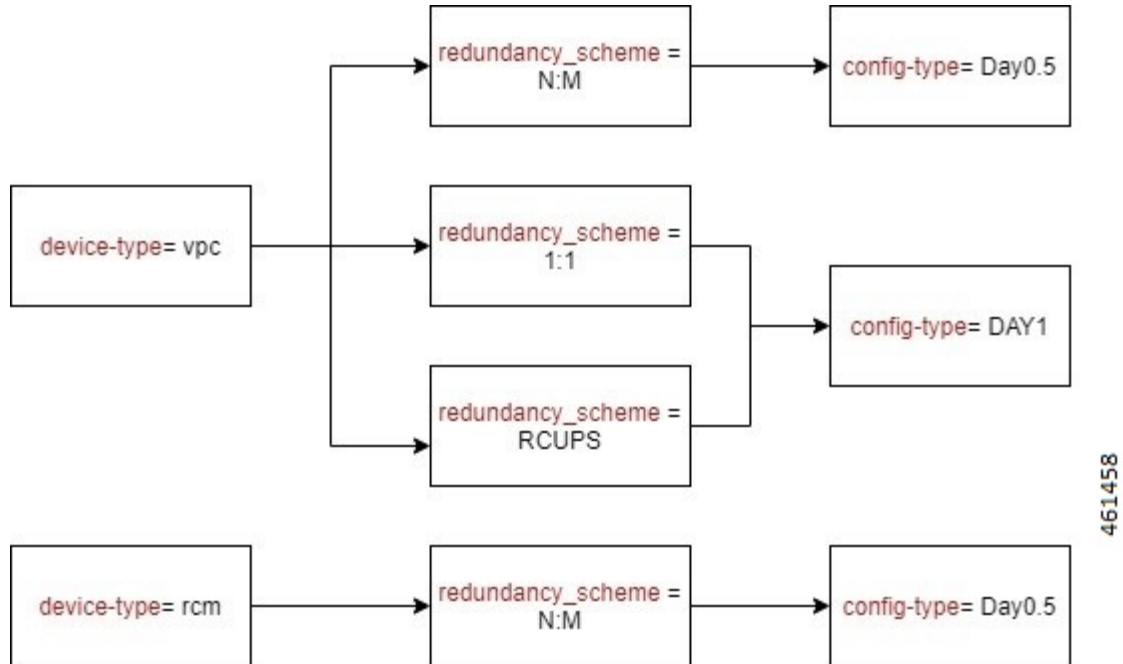 redundancy_scheme =
N:M
config-type= Day0.5
device-type= vpc
redundancy_scheme =
1:1
config-type= DAY1
redundancy_scheme =
RCUPS
461458
device-type= rcm
redundancy_scheme =
N:M
config-type= Day0.5